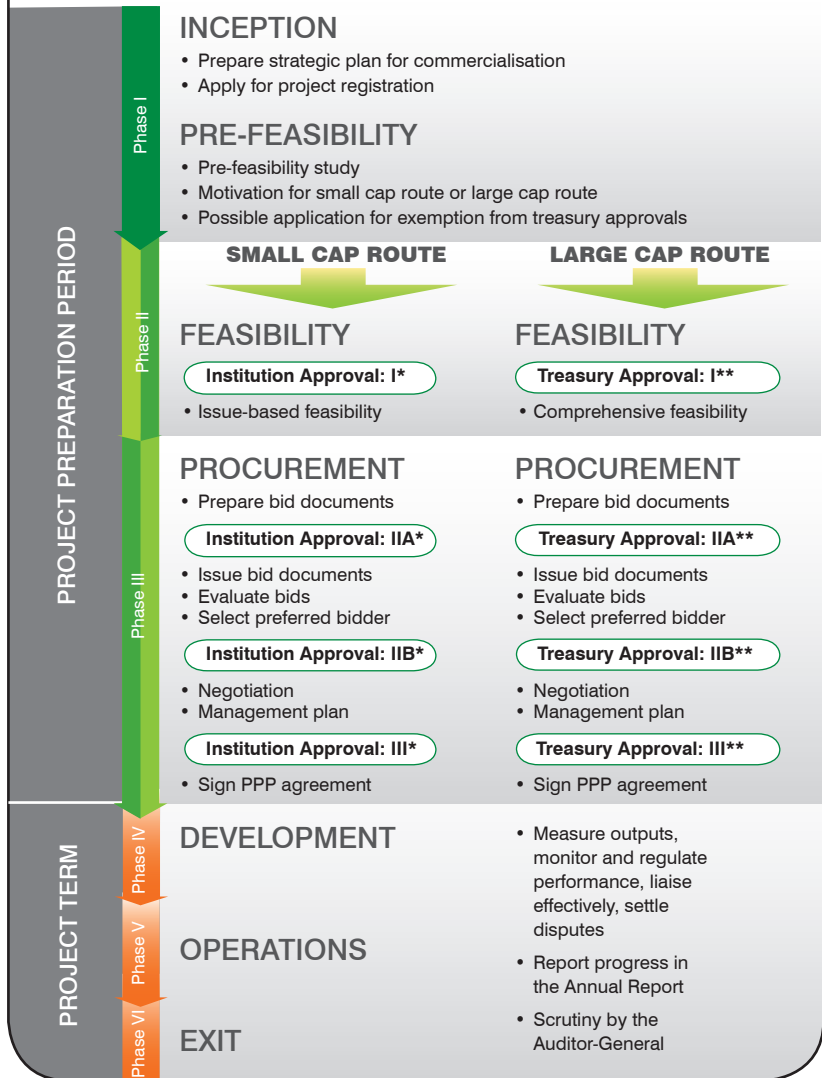 PROJECT PREPARATION PERIOD
Phase I
INCEPTION
• Prepare strategic plan for commercialisation
• Apply for project registration
PRE-FEASIBILITY
• Pre-feasibility study
• Motivation for small cap route or large cap route
• Possible application for exemption from treasury approvals
Phase II
SMALL CAP ROUTE
FEASIBILITY
Institution Approval: I*
• Issue-based feasibility
LARGE CAP ROUTE
FEASIBILITY
Treasury Approval: I**
• Comprehensive feasibility
Phase III
PROCUREMENT
• Prepare bid documents
Institution Approval: IIA*
• Issue bid documents
• Evaluate bids
• Select preferred bidder
Institution Approval: IIB*
• Negotiation
• Management plan
Institution Approval: III*
• Sign PPP agreement
PROCUREMENT
• Prepare bid documents
Treasury Approval: IIA**
• Issue bid documents
• Evaluate bids
• Select preferred bidder
Treasury Approval: IIB**
• Negotiation
• Management plan
Treasury Approval: III**
• Sign PPP agreement
PROJECT TERM
Phase IV
DEVELOPMENT
Phase V
OPERATIONS
Phase VI
EXIT
• Measure outputs,
monitor and regulate
performance, liaise
effectively, settle
disputes
• Report progress in
the Annual Report
• Scrutiny by the
Auditor-General